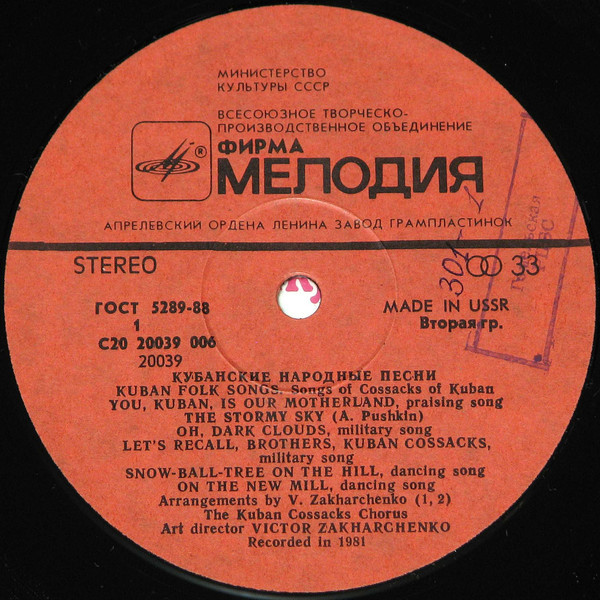 МИНИСТЕРСТВО
КУЛЬТУРЫ СССР
ВСЕСОЮЗНОЕ ТВОРЧЕСКО-
ПРОИЗВОДСТВЕННОЕ ОБЪЕДИНЕНИЕ
ФИРМА
®
МЕЛОДИЯ
АПРЕЛЕВСКИЙ ОРДЕНА ЛЕНИНА ЗАВОД ГРАМПЛАСТИНОК
STEREO
33
ГОСТ 5289-88
MADE IN USSR
1
Вторая гр.
С20 20039 006
20039
КУБАНСКИЕ НАРОДНЫЕ ПЕСНИ
KUBAN FOLK SONGS. Songs of Cossacks of Kuban
YOU, KUBAN, IS OUR MOTHERLAND, praising song
THE STORMY SKY (A. Pushkin)
OH, DARK CLOUDS, military song
LET'S RECALL, BROTHERS, KUBAN COSSACKS,
military song
SNOW-BALL-TREE ON THE HILL, dancing song
ON THE NEW MILL, dancing song
Arrangements by V. Zakharchenko (1, 2)
The Kuban Cossacks Chorus
Art director VICTOR ZAKHARCHENKO
Recorded in 1981